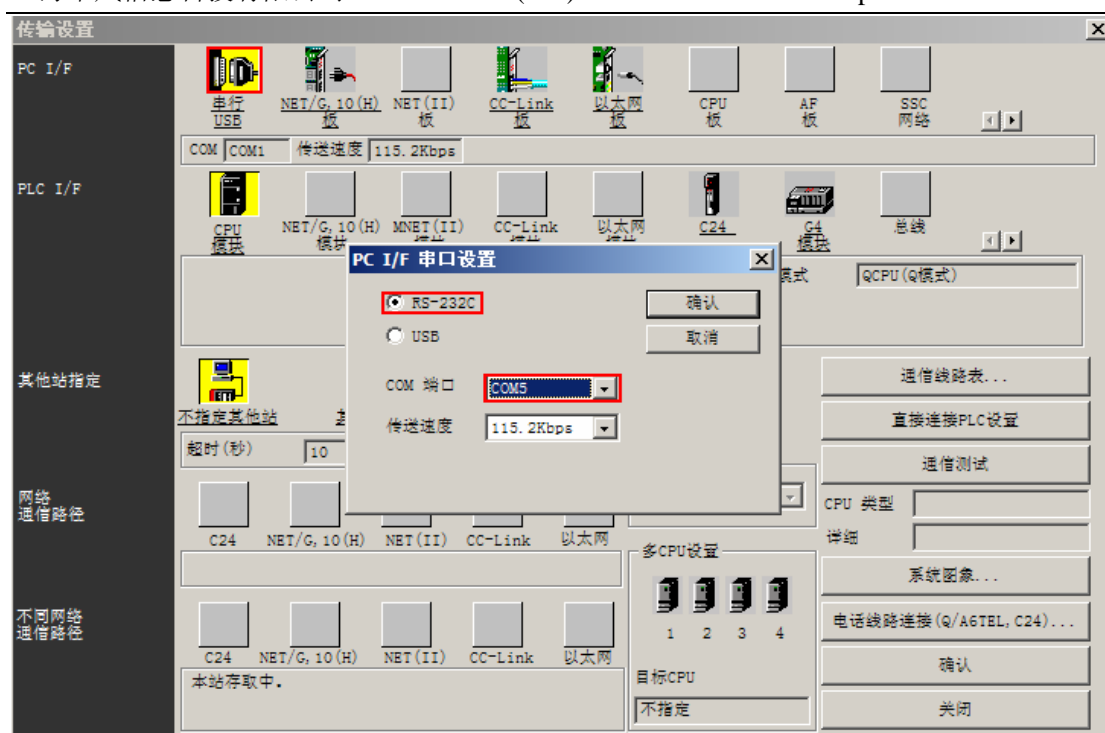 传输设置
PC I/F
串行
USB
NET/G,10(H)
板
NET(II)
板
CC-Link
板
以太网
板
CPU
板
AF
板
SSC
网络
COM COM1 传送速度 115.2Kbps
PLC I/F
CPU
模块
NET/G,10(H)
模块
MNET(II)
CC-Link
以太网
C24
G4
模块
总线
模式 QCPU(Q模式)
PC I/F 串口设置
RS-232C
确认
USB
取消
COM 端口 COM5
传送速度 115.2Kbps
其他站指定
不指定其他站
超时(秒) 10
通信线路表...
直接连接PLC设置
通信测试
CPU 类型
详细
系统图象...
电话线路连接(Q/A6TEL,C24)...
确认
关闭
网络
通信路径
C24 NET/G,10(H) NET(II) CC-Link 以太网
多CPU设置
1 2 3 4
目标CPU
不指定
不同网络
通信路径
C24 NET/G,10(H) NET(II) CC-Link 以太网
本站存取中.